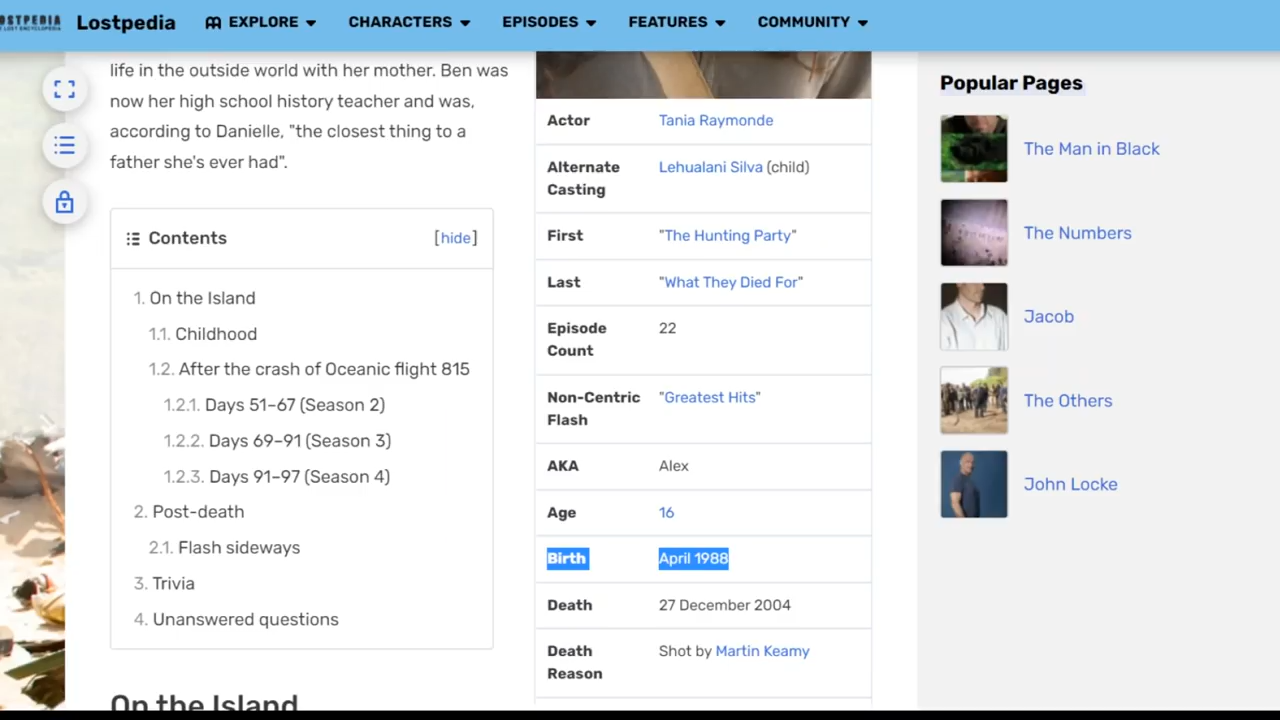 LOSTPEDIA
THE LOST ENCYCLOPEDIA
Lostpedia
EXPLORE
CHARACTERS
EPISODES
FEATURES
COMMUNITY
life in the outside world with her mother. Ben was
now her high school history teacher and was,
according to Danielle, "the closest thing to a
father she's ever had".
Contents [hide]
1. On the Island
1.1. Childhood
1.2. After the crash of Oceanic flight 815
1.2.1. Days 51–67 (Season 2)
1.2.2. Days 69–91 (Season 3)
1.2.3. Days 91–97 (Season 4)
2. Post-death
2.1. Flash sideways
3. Trivia
4. Unanswered questions
On the Island
Actor Tania Raymonde
Alternate Lehualani Silva (child)
Casting
First "The Hunting Party"
Last "What They Died For"
Episode 22
Count
Non-Centric "Greatest Hits"
Flash
AKA Alex
Age 16
Birth April 1988
Death 27 December 2004
Death Shot by Martin Keamy
Reason
Popular Pages
The Man in Black
The Numbers
Jacob
The Others
John Locke